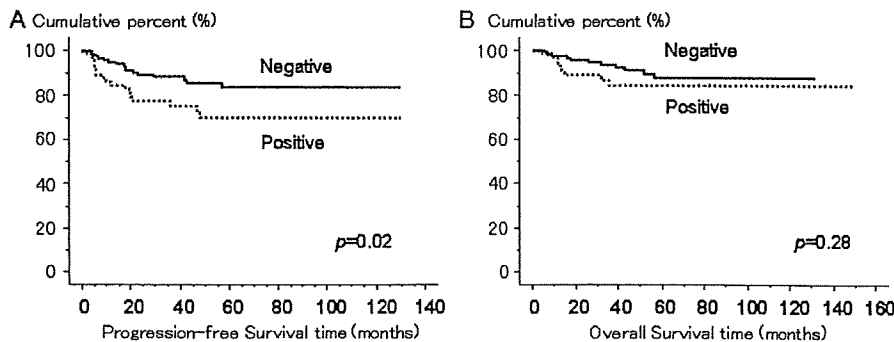 A Cumulative percent (%)
100
80
60
40
20
0
Negative
Positive
p=0.02
0 20 40 60 80 100 120 140
Progression-free Survival time (months)
B Cumulative percent (%)
100
80
60
40
20
0
Negative
Positive
p=0.28
0 20 40 60 80 100 120 140 160
Overall Survival time (months)